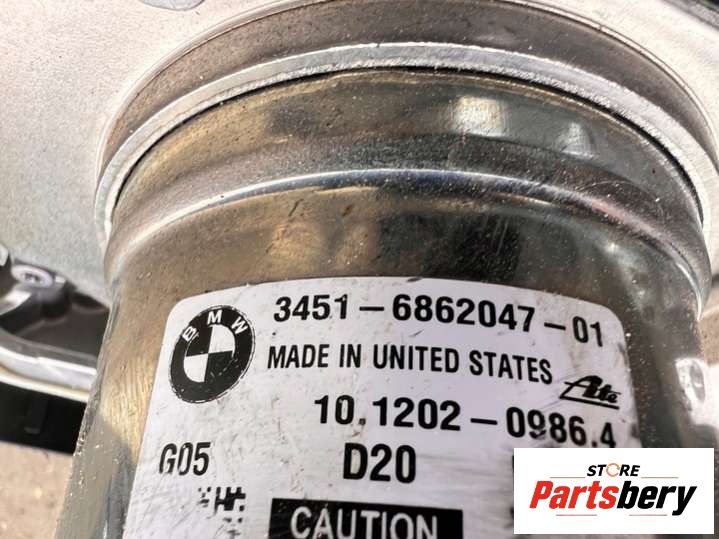 BMW
3451-6862047-01
MADE IN UNITED STATES
Ate
10.1202-0986.4
G05 D20
CAUTION
STORE
Partsbery